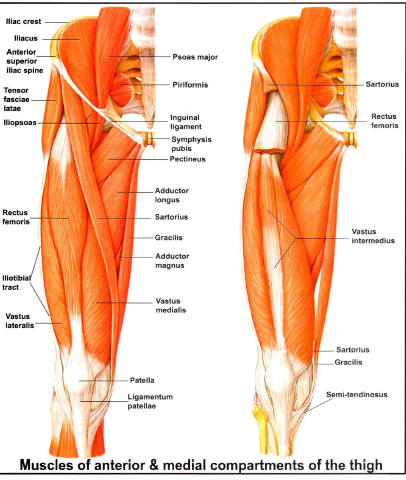 Iliac crest
Iliacus
Anterior
superior
iliac spine
Tensor
fasciae
latae
Iliopsoas
Rectus
femoris
Iliotibial
tract
Vastus
lateralis
Psoas major
Piriformis
Inguinal
ligament
Symphysis
pubis
Pectineus
Adductor
longus
Sartorius
Gracilis
Adductor
magnus
Vastus
medialis
Patella
Ligamentum
patellae
Sartorius
Rectus
femoris
Vastus
intermedius
Sartorius
Gracilis
Semi-tendinosus
Muscles of anterior & medial compartments of the thigh